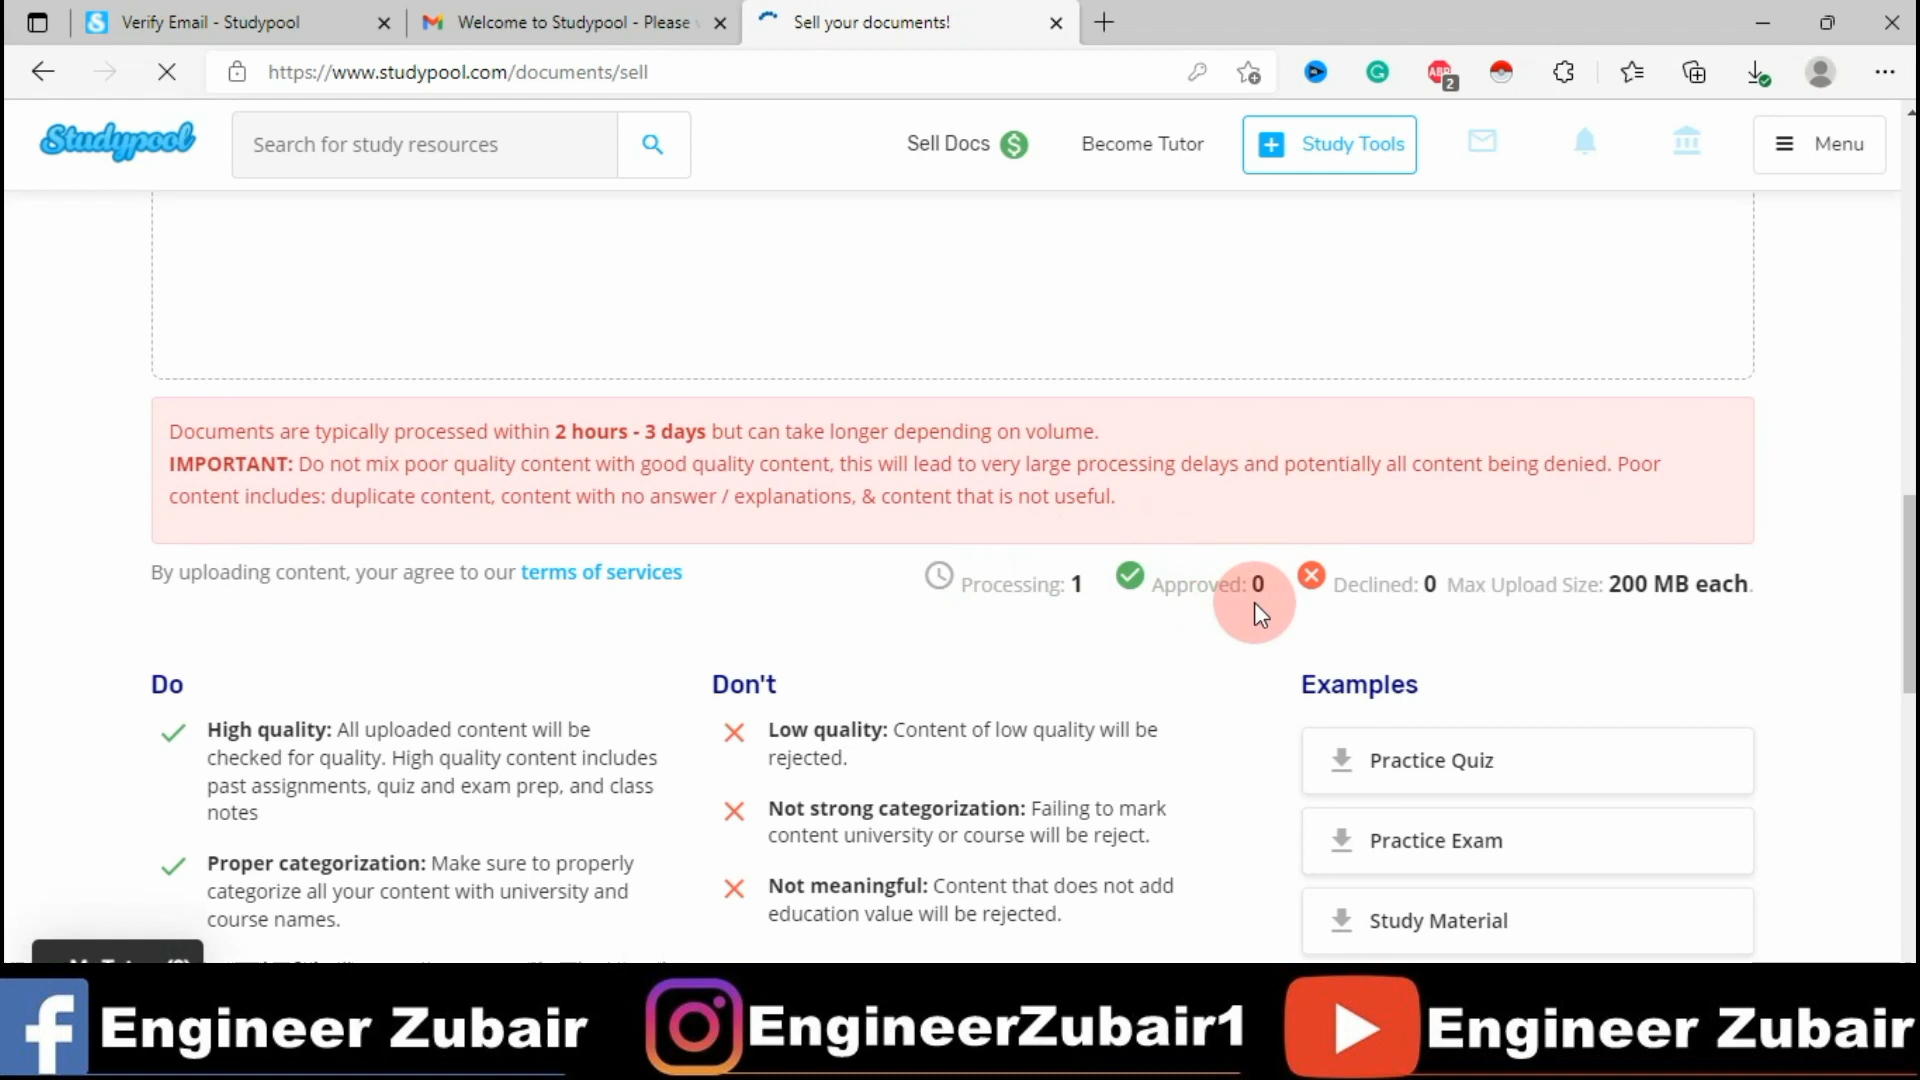 Verify Email - Studypool
Welcome to Studypool - Please
Sell your documents!
https://www.studypool.com/documents/sell
ABP
2
Studypool
Search for study resources
Sell Docs
$
Become Tutor
Study Tools
Menu
Documents are typically processed within 2 hours - 3 days but can take longer depending on volume.
IMPORTANT: Do not mix poor quality content with good quality content, this will lead to very large processing delays and potentially all content being denied. Poor
content includes: duplicate content, content with no answer / explanations, & content that is not useful.
By uploading content, your agree to our terms of services
Processing: 1
Approved: 0
Declined: 0
Max Upload Size: 200 MB each.
Do
High quality: All uploaded content will be
checked for quality. High quality content includes
past assignments, quiz and exam prep, and class
notes
Proper categorization: Make sure to properly
categorize all your content with university and
course names.
Don't
Low quality: Content of low quality will be
rejected.
Not strong categorization: Failing to mark
content university or course will be reject.
Not meaningful: Content that does not add
education value will be rejected.
Examples
Practice Quiz
Practice Exam
Study Material
Engineer Zubair
EngineerZubair1
Engineer Zubair